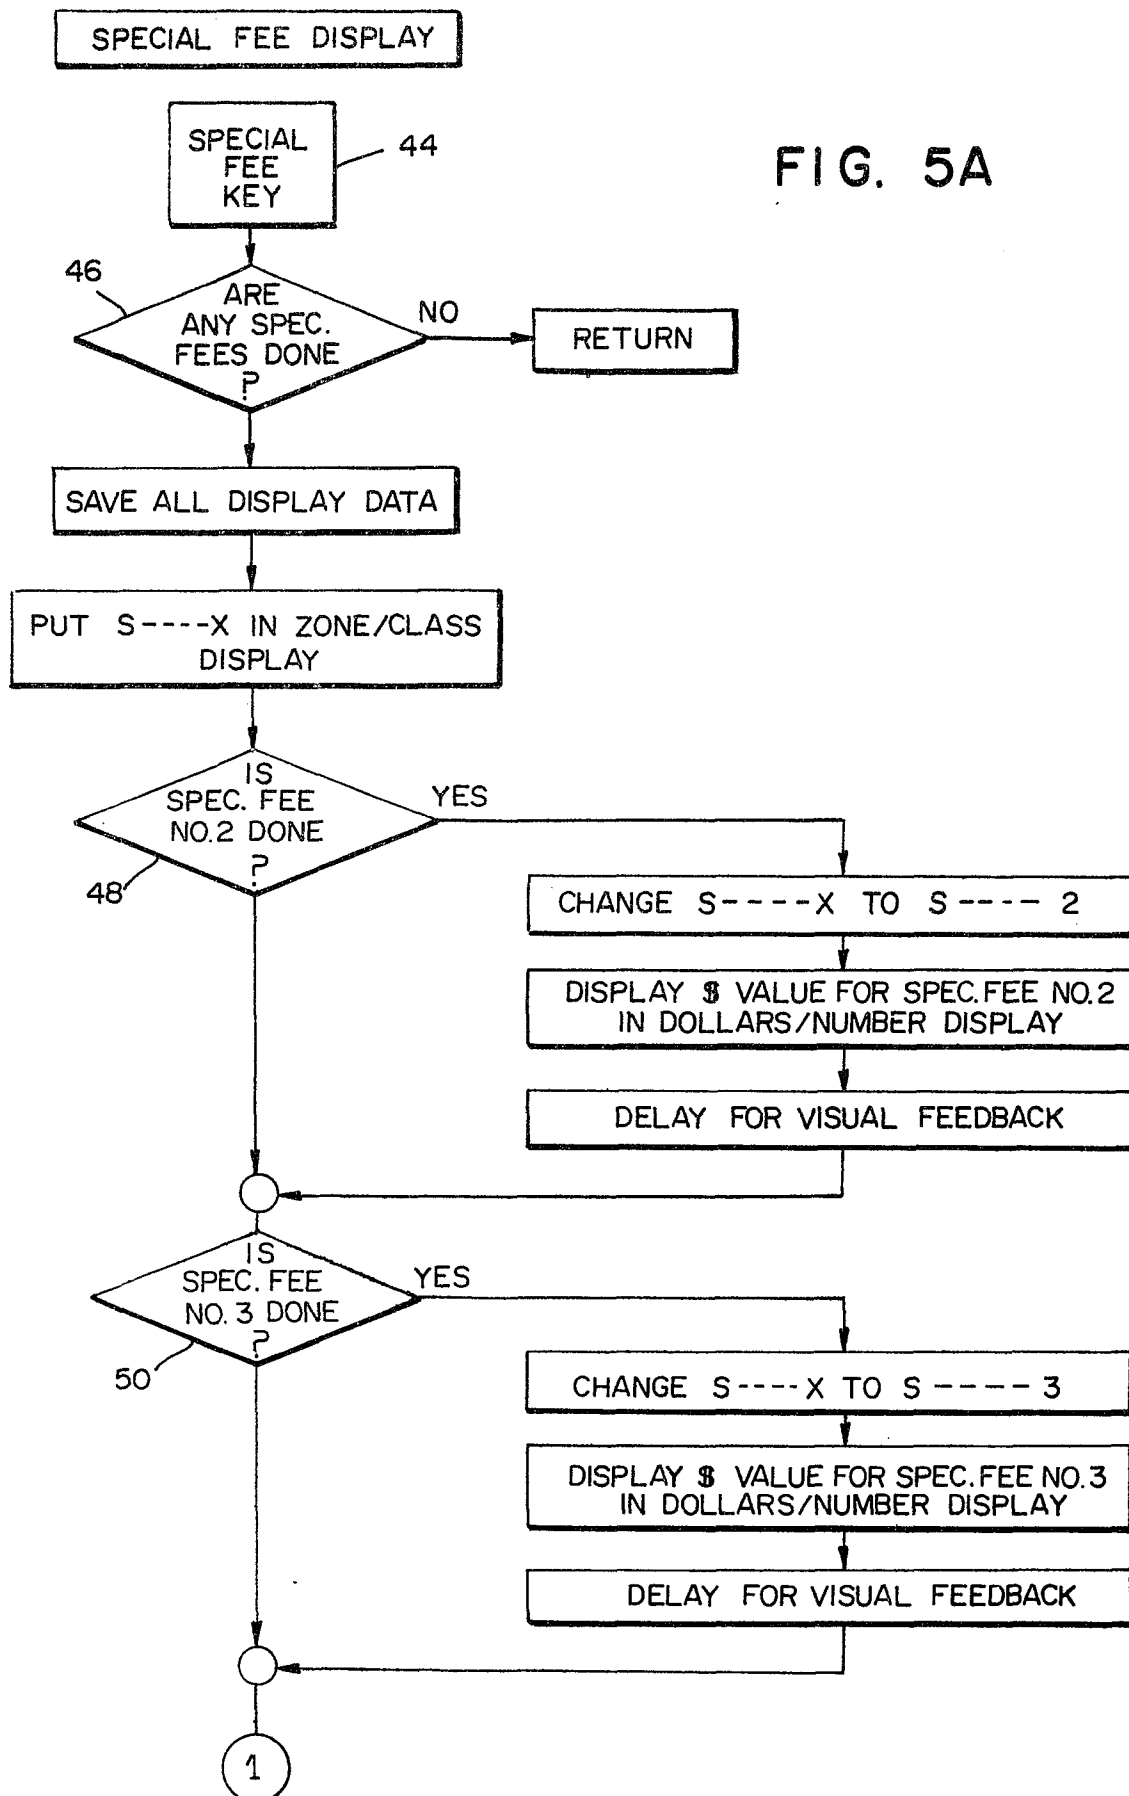 SPECIAL FEE DISPLAY
SPECIAL
FEE
KEY
44
FIG. 5A
46
ARE
ANY SPEC.
FEES DONE
?
NO
RETURN
SAVE ALL DISPLAY DATA
PUT S----X IN ZONE/CLASS
DISPLAY
IS
SPEC. FEE
NO.2 DONE
?
YES
48
CHANGE S-----X TO S---- 2
DISPLAY $ VALUE FOR SPEC.FEE NO.2
IN DOLLARS/NUMBER DISPLAY
DELAY FOR VISUAL FEEDBACK
IS
SPEC. FEE
NO. 3 DONE
?
YES
50
CHANGE S----X TO S-----3
DISPLAY $ VALUE FOR SPEC.FEE NO.3
IN DOLLARS/NUMBER DISPLAY
DELAY FOR VISUAL FEEDBACK
1